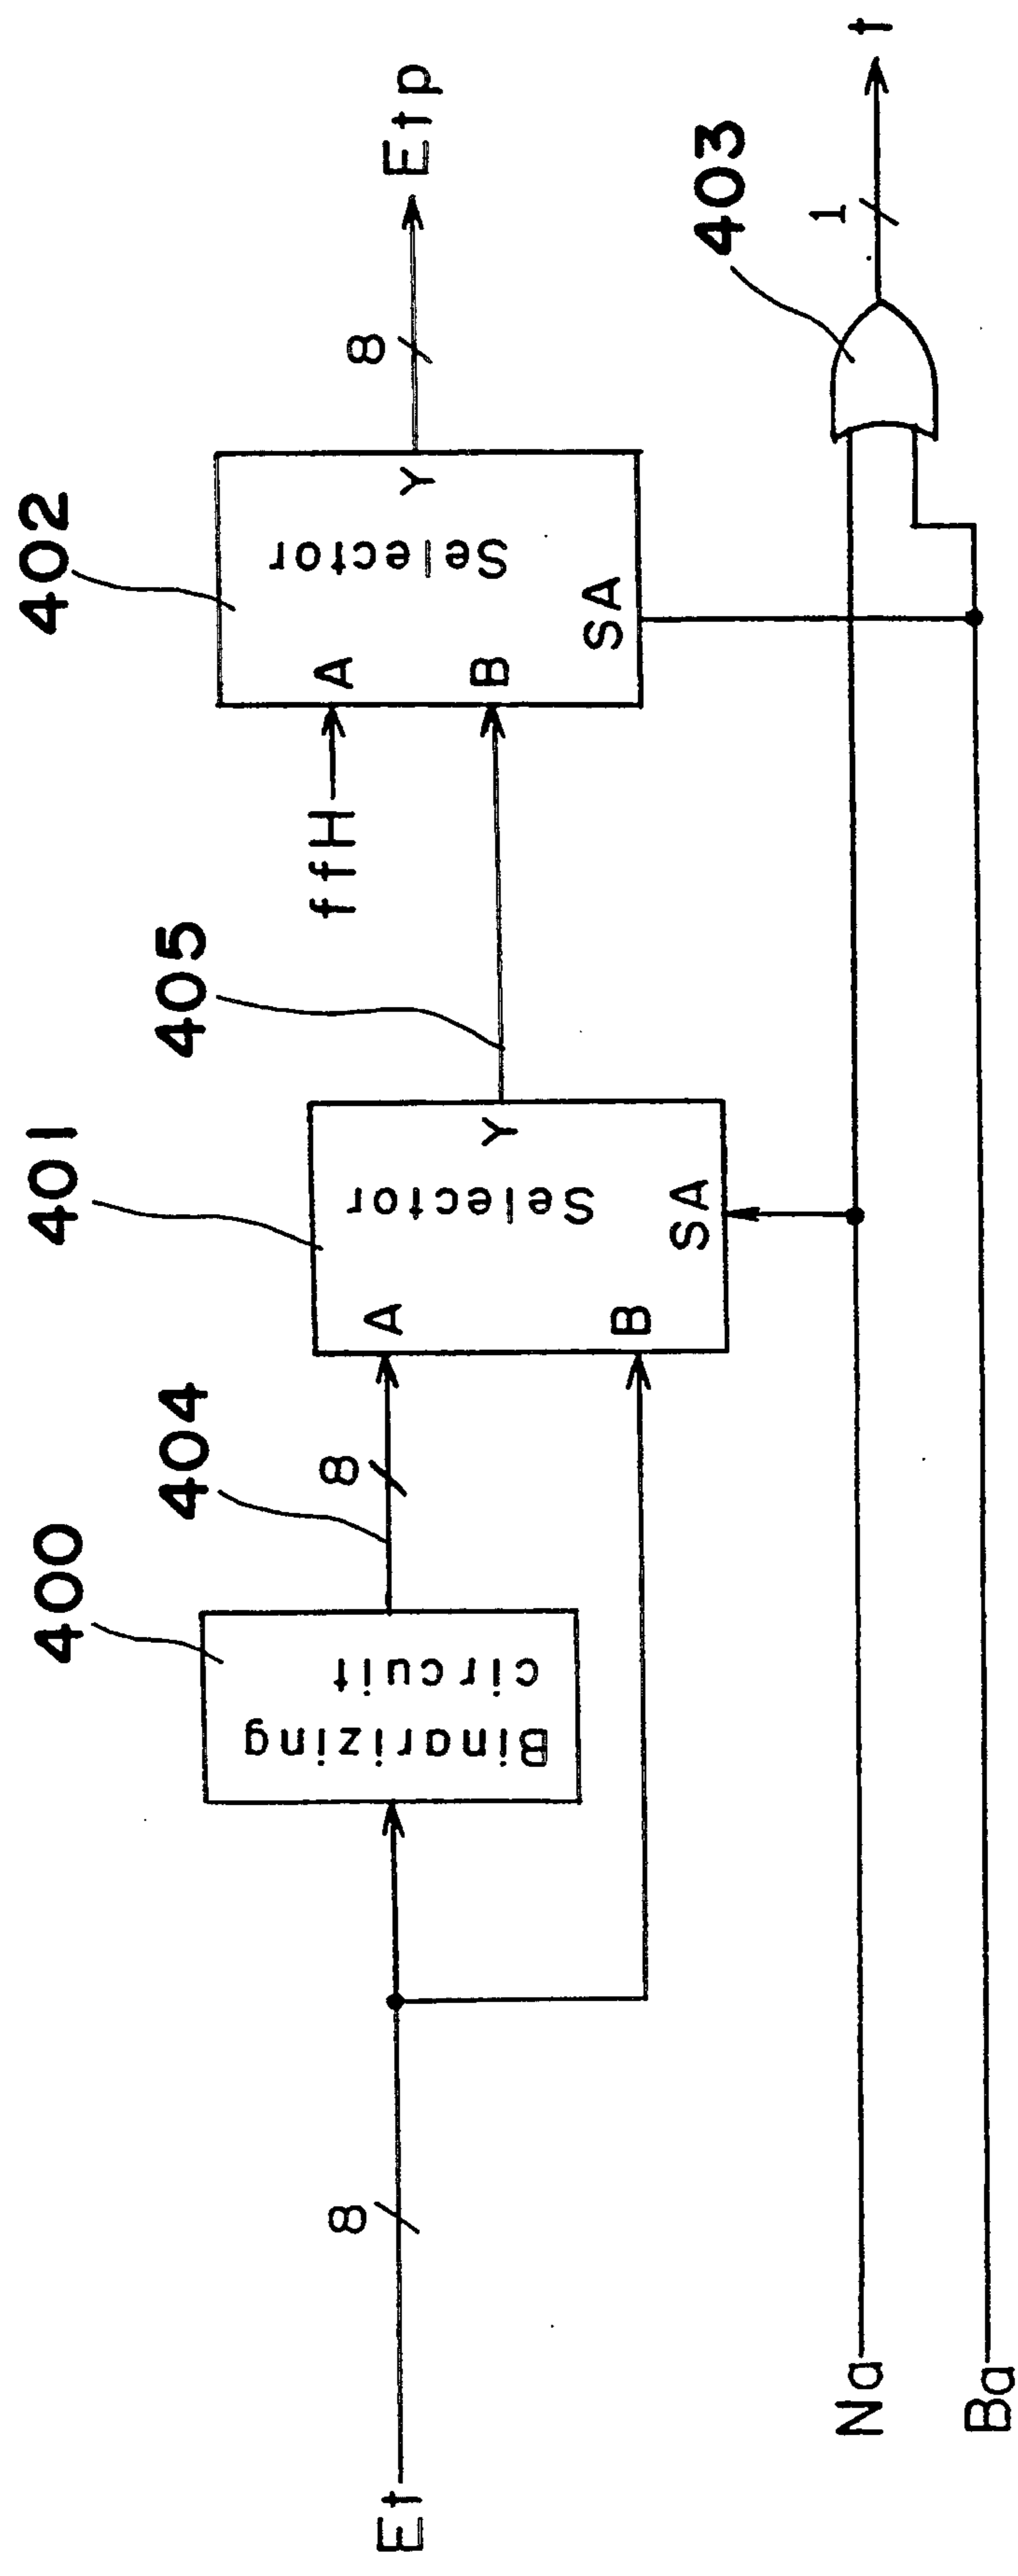 400
404
401
405
402
403
Et
8
Binarizing
circuit
8
A
B
SA
Selector
Y
ffH
A
B
SA
Selector
Y
8
Etp
Na
Ba
1
t